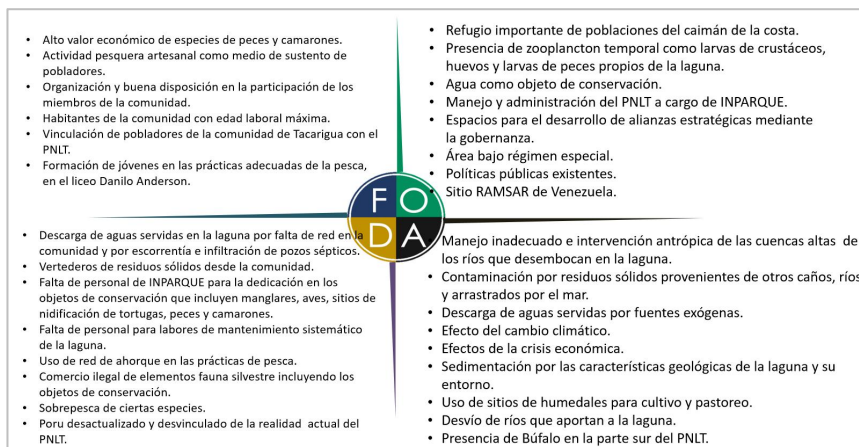 • Alto valor económico de especies de peces y camarones.
• Actividad pesquera artesanal como medio de sustento de
pobladores.
• Organización y buena disposición en la participación de los
miembros de la comunidad.
• Habitantes de la comunidad con edad laboral máxima.
• Vinculación de pobladores de la comunidad de Tacarigua con el
PNLT.
• Formación de jóvenes en las prácticas adecuadas de la pesca,
en el liceo Danilo Anderson.
• Refugio importante de poblaciones del caimán de la costa.
• Presencia de zooplancton temporal como larvas de crustáceos,
huevos y larvas de peces propios de la laguna.
• Agua como objeto de conservación.
• Manejo y administración del PNLT a cargo de INPARQUE.
• Espacios para el desarrollo de alianzas estratégicas mediante
la gobernanza.
• Área bajo régimen especial.
• Políticas públicas existentes.
• Sitio RAMSAR de Venezuela.
F O
D A
• Descarga de aguas servidas en la laguna por falta de red en la
comunidad y por escorrentía e infiltración de pozos sépticos.
• Vertederos de residuos sólidos desde la comunidad.
• Falta de personal de INPARQUE para la dedicación en los
objetos de conservación que incluyen manglares, aves, sitios de
nidificación de tortugas, peces y camarones.
• Falta de personal para labores de mantenimiento sistemático
de la laguna.
• Uso de red de ahorque en las prácticas de pesca.
• Comercio ilegal de elementos fauna silvestre incluyendo los
objetos de conservación.
• Sobrepesca de ciertas especies.
• Poru desactualizado y desvinculado de la realidad actual del
PNLT.
Manejo inadecuado e intervención antrópica de las cuencas altas de
los ríos que desembocan en la laguna.
• Contaminación por residuos sólidos provenientes de otros caños, ríos
y arrastrados por el mar.
• Descarga de aguas servidas por fuentes exógenas.
• Efecto del cambio climático.
• Efectos de la crisis económica.
• Sedimentación por las características geológicas de la laguna y su
entorno.
• Uso de sitios de humedales para cultivo y pastoreo.
• Desvío de ríos que aportan a la laguna.
• Presencia de Búfalo en la parte sur del PNLT.